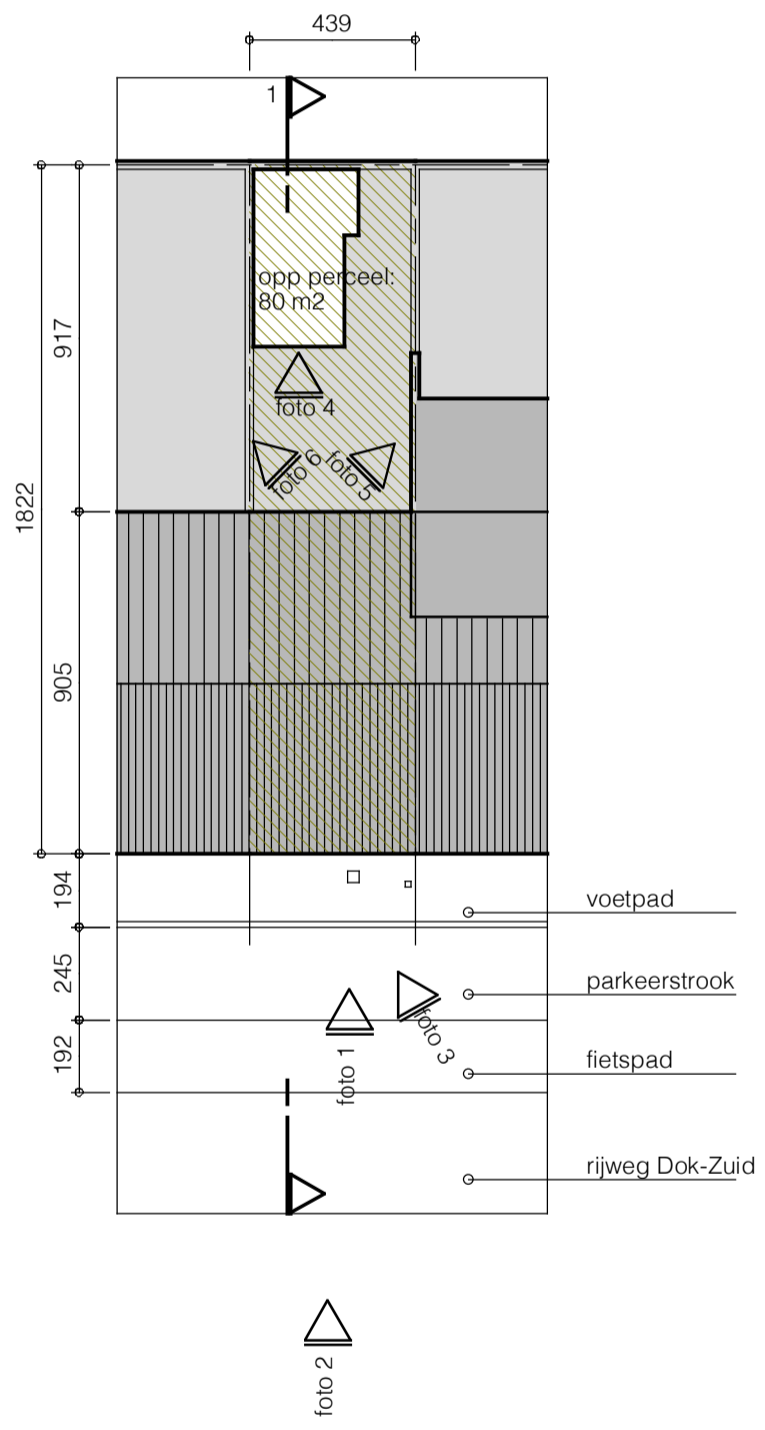 439
1
opp perceel:
80 m2
917
foto 4
foto 6
foto 5
1822
905
194
voetpad
245
parkeerstrook
foto 3
192
foto 1
fietspad
rijweg Dok-Zuid
foto 2